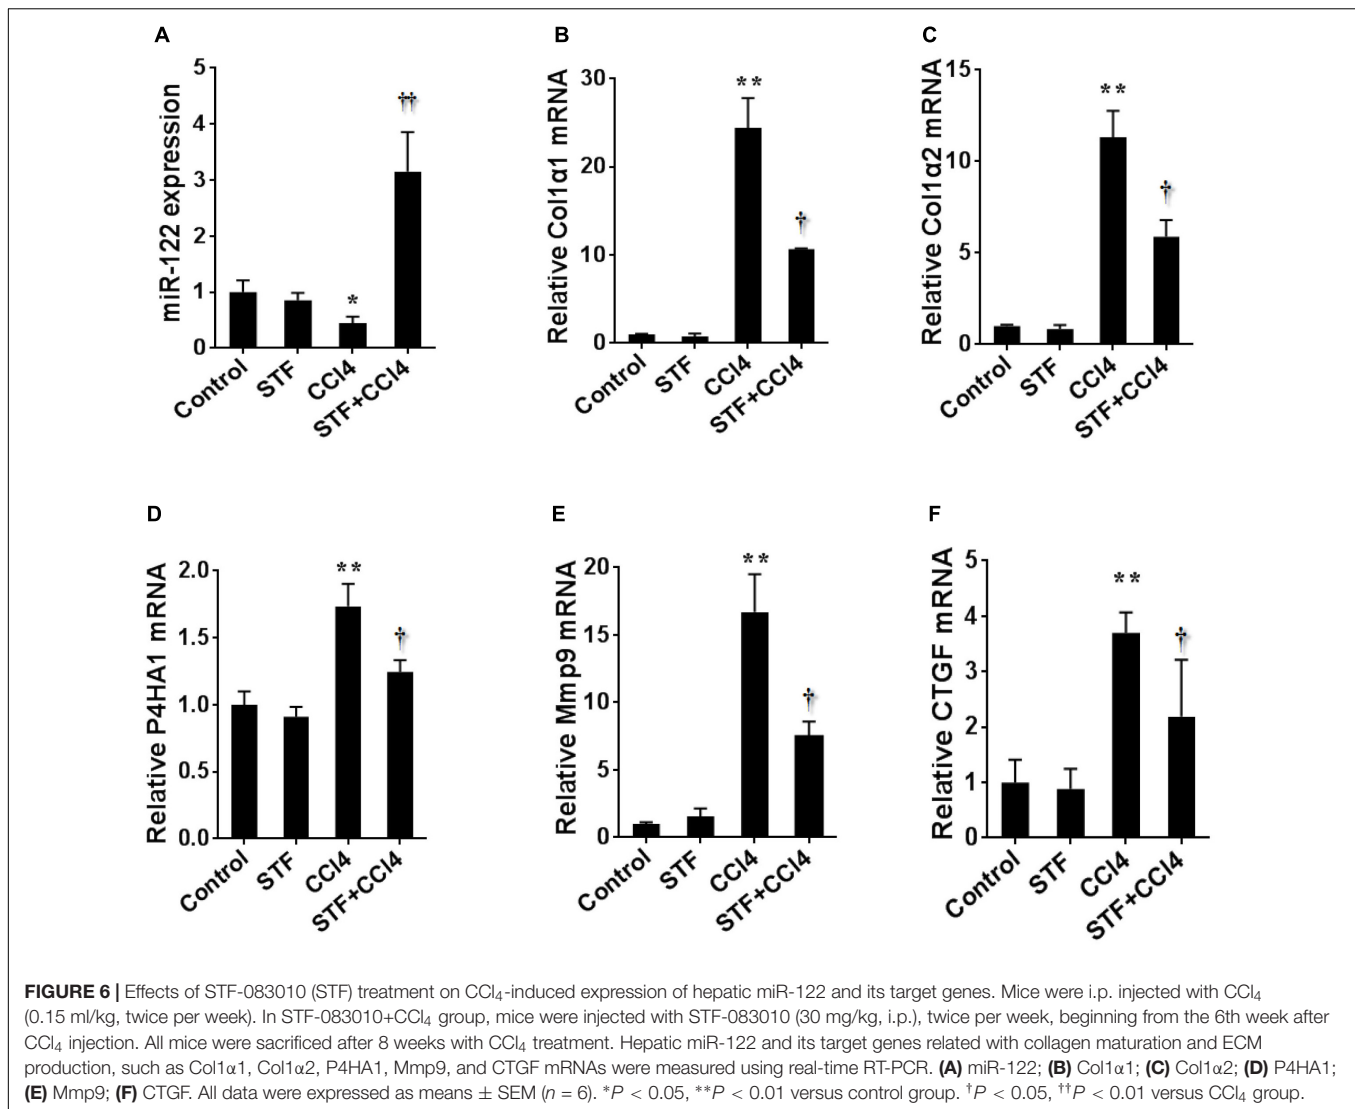 A
miR-122 expression
5
4
3
2
1
0
††
*
Control
STF
CCl4
STF+CCl4
B
Relative Col1α1 mRNA
30
20
10
0
**
†
Control
STF
CCl4
STF+CCl4
C
Relative Col1α2 mRNA
15
10
5
0
**
†
Control
STF
CCl4
STF+CCl4
D
Relative P4HA1 mRNA
2.0
1.5
1.0
0.5
0.0
**
†
Control
STF
CCl4
STF+CCl4
E
Relative Mmp9 mRNA
20
15
10
5
0
**
†
Control
STF
CCl4
STF+CCl4
F
Relative CTGF mRNA
5
4
3
2
1
0
**
†
Control
STF
CCl4
STF+CCl4
FIGURE 6 | Effects of STF-083010 (STF) treatment on CCl₄-induced expression of hepatic miR-122 and its target genes. Mice were i.p. injected with CCl₄
(0.15 ml/kg, twice per week). In STF-083010+CCl₄ group, mice were injected with STF-083010 (30 mg/kg, i.p.), twice per week, beginning from the 6th week after
CCl₄ injection. All mice were sacrificed after 8 weeks with CCl₄ treatment. Hepatic miR-122 and its target genes related with collagen maturation and ECM
production, such as Col1α1, Col1α2, P4HA1, Mmp9, and CTGF mRNAs were measured using real-time RT-PCR. (A) miR-122; (B) Col1α1; (C) Col1α2; (D) P4HA1;
(E) Mmp9; (F) CTGF. All data were expressed as means ± SEM (n = 6). *P < 0.05, **P < 0.01 versus control group. †P < 0.05, ††P < 0.01 versus CCl₄ group.